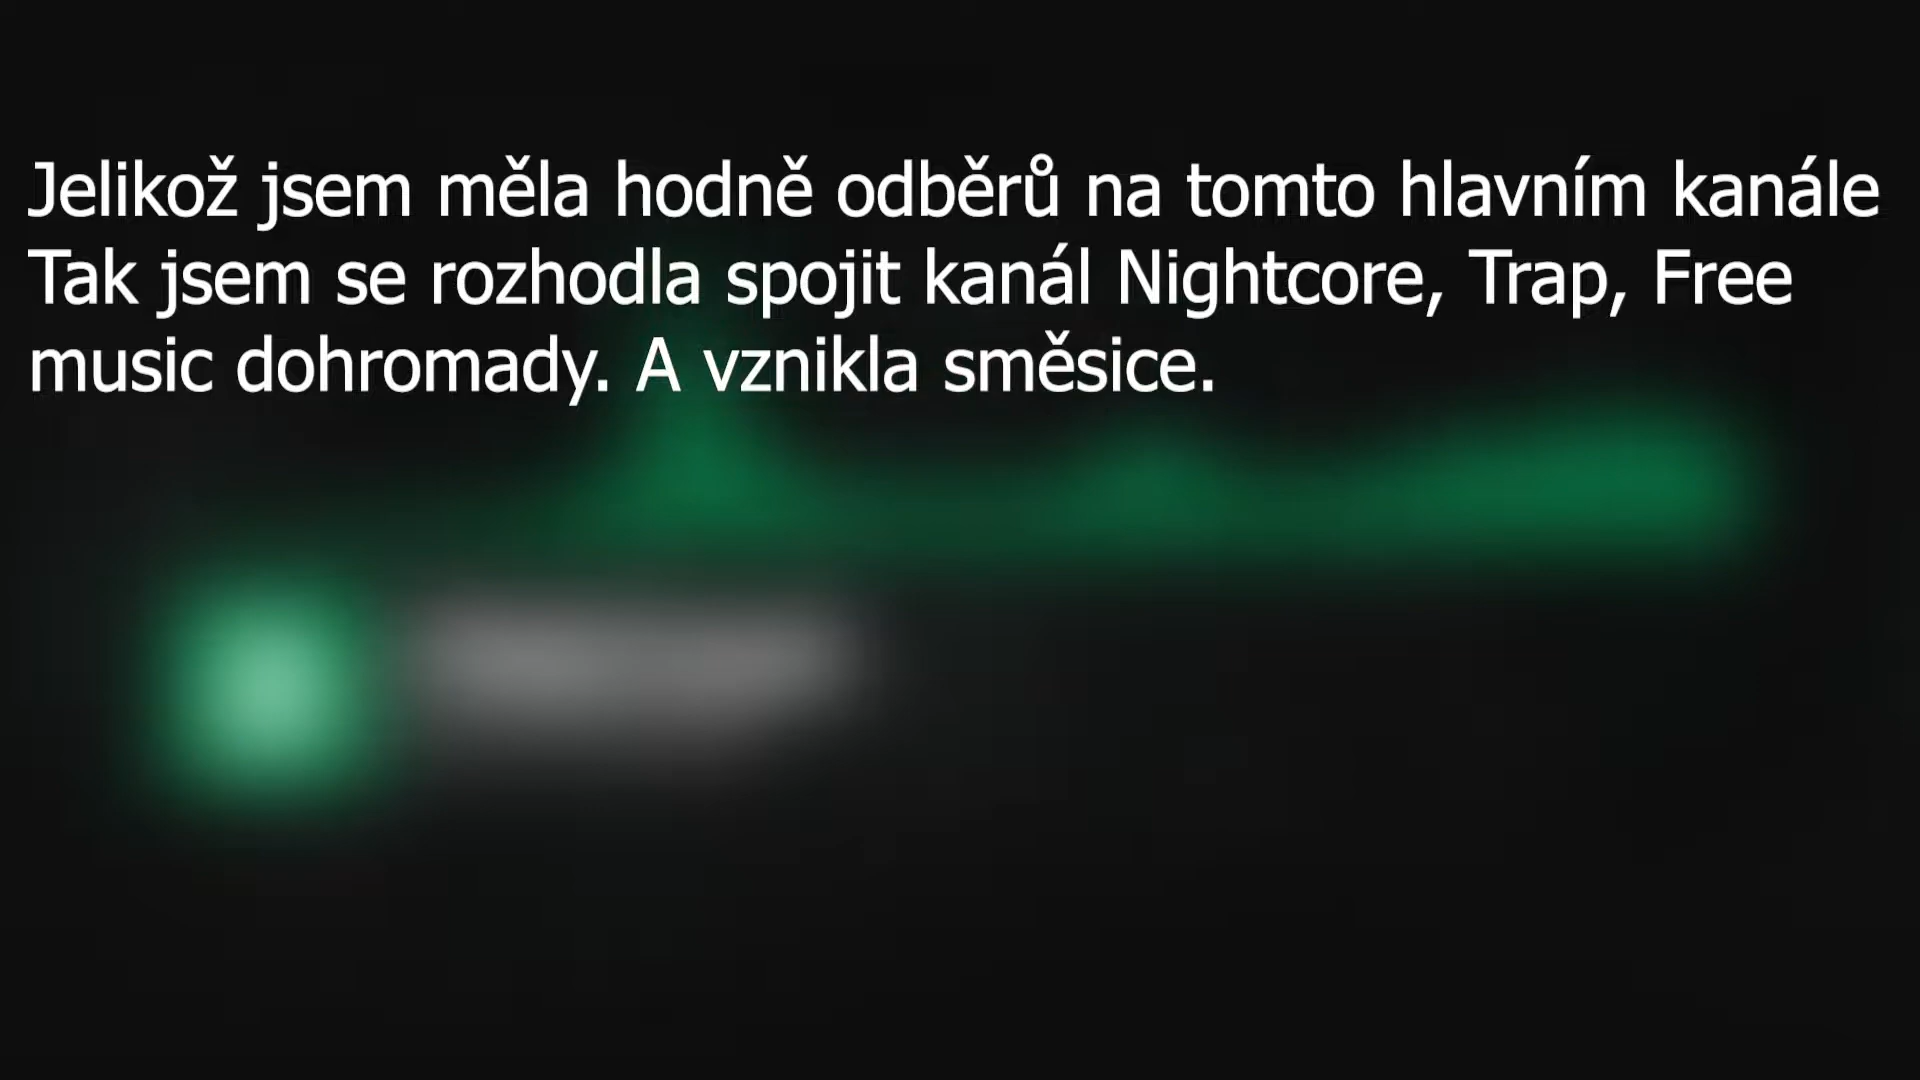 Jelikož jsem měla hodně odběrů na tomto hlavním kanále
Tak jsem se rozhodla spojit kanál Nightcore, Trap, Free
music dohromady. A vznikla směsice.